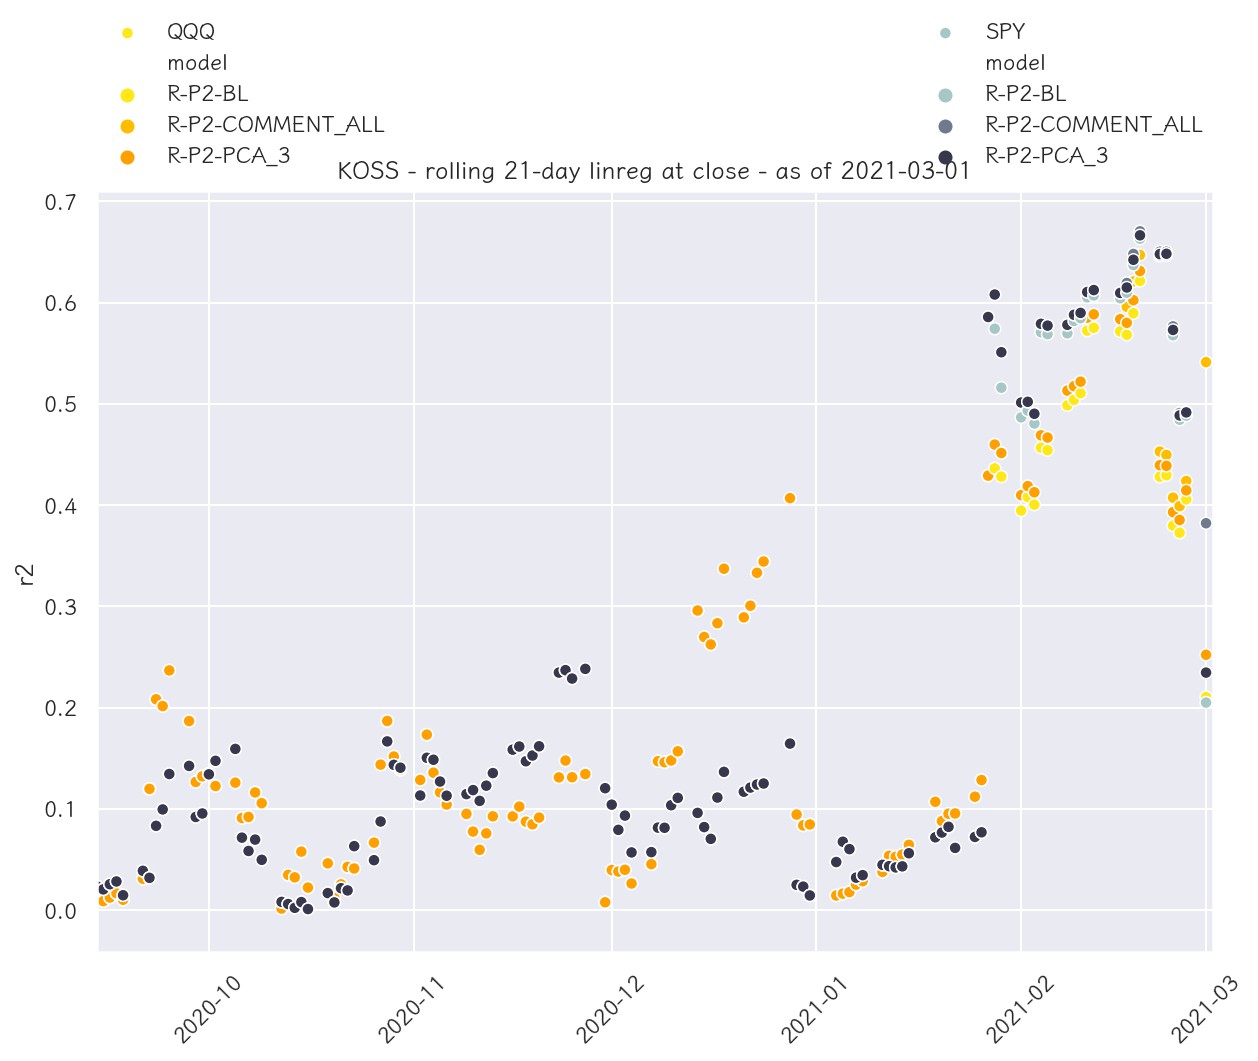 QQQ
model
R-P2-BL
R-P2-COMMENT_ALL
R-P2-PCA_3
SPY
model
R-P2-BL
R-P2-COMMENT_ALL
R-P2-PCA_3
KOSS - rolling 21-day linreg at close - as of 2021-03-01
0.7
0.6
0.5
0.4
0.3
0.2
0.1
0.0
r2
2020-10
2020-11
2020-12
2021-01
2021-02
2021-03